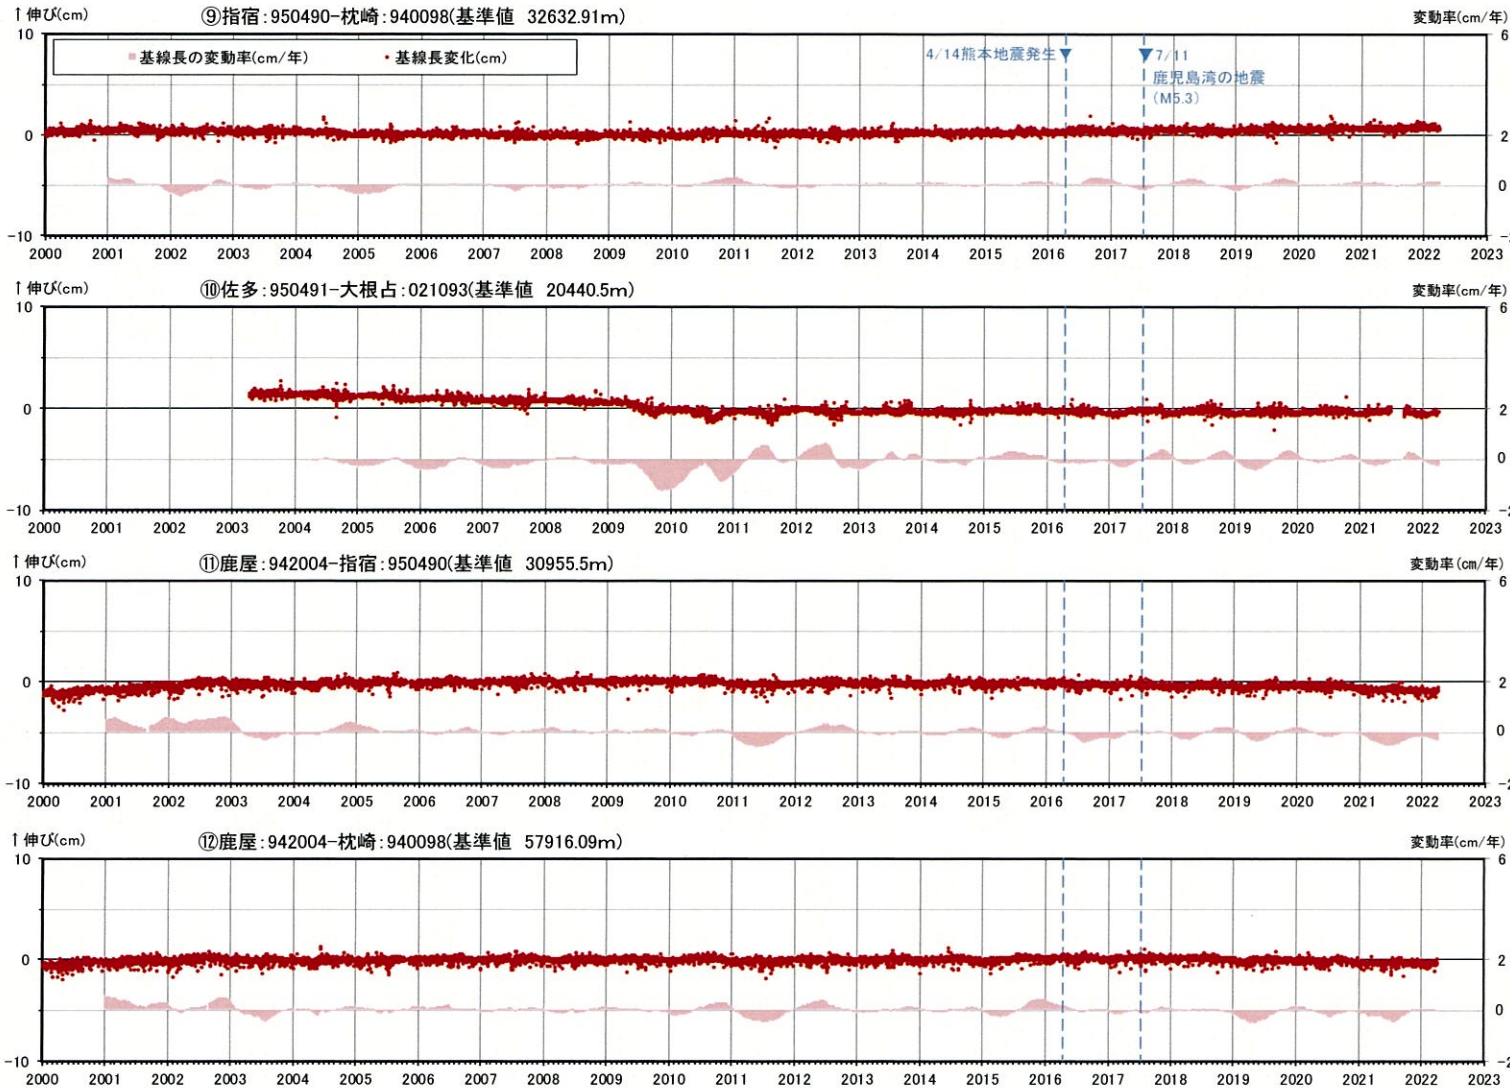 ↑伸び(cm) ⑨指宿:950490−枕崎:940098(基準値 32632.91m) 変動率(cm/年)
10 6
基線長の変動率(cm/年) 基線長変化(cm) 4/14熊本地震発生 7/11
鹿児島湾の地震
(M5.3)
0 2
0
-10
2000 2001 2002 2003 2004 2005 2006 2007 2008 2009 2010 2011 2012 2013 2014 2015 2016 2017 2018 2019 2020 2021 2022 2023
↑伸び(cm) ⑩佐多:950491−大根占:021093(基準値 20440.5m) 変動率(cm/年)
10 6
0 2
0
-10 -2
2000 2001 2002 2003 2004 2005 2006 2007 2008 2009 2010 2011 2012 2013 2014 2015 2016 2017 2018 2019 2020 2021 2022 2023
↑伸び(cm) ⑪鹿屋:942004−指宿:950490(基準値 30955.5m) 変動率(cm/年)
10 6
0 2
0
-10 -2
2000 2001 2002 2003 2004 2005 2006 2007 2008 2009 2010 2011 2012 2013 2014 2015 2016 2017 2018 2019 2020 2021 2022 2023
↑伸び(cm) ⑫鹿屋:942004−枕崎:940098(基準値 57916.09m) 変動率(cm/年)
10 6
0 2
0
-10 -2
2000 2001 2002 2003 2004 2005 2006 2007 2008 2009 2010 2011 2012 2013 2014 2015 2016 2017 2018 2019 2020 2021 2022 2023